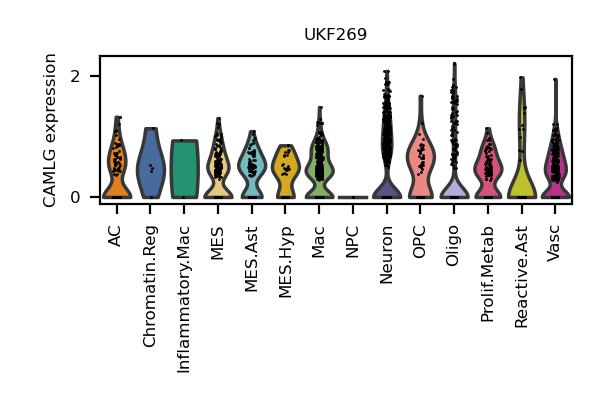 UKF269
CAMLG expression
2
0
AC
Chromatin.Reg
Inflammatory.Mac
MES
MES.Ast
MES.Hyp
Mac
NPC
Neuron
OPC
Oligo
Prolif.Metab
Reactive.Ast
Vasc